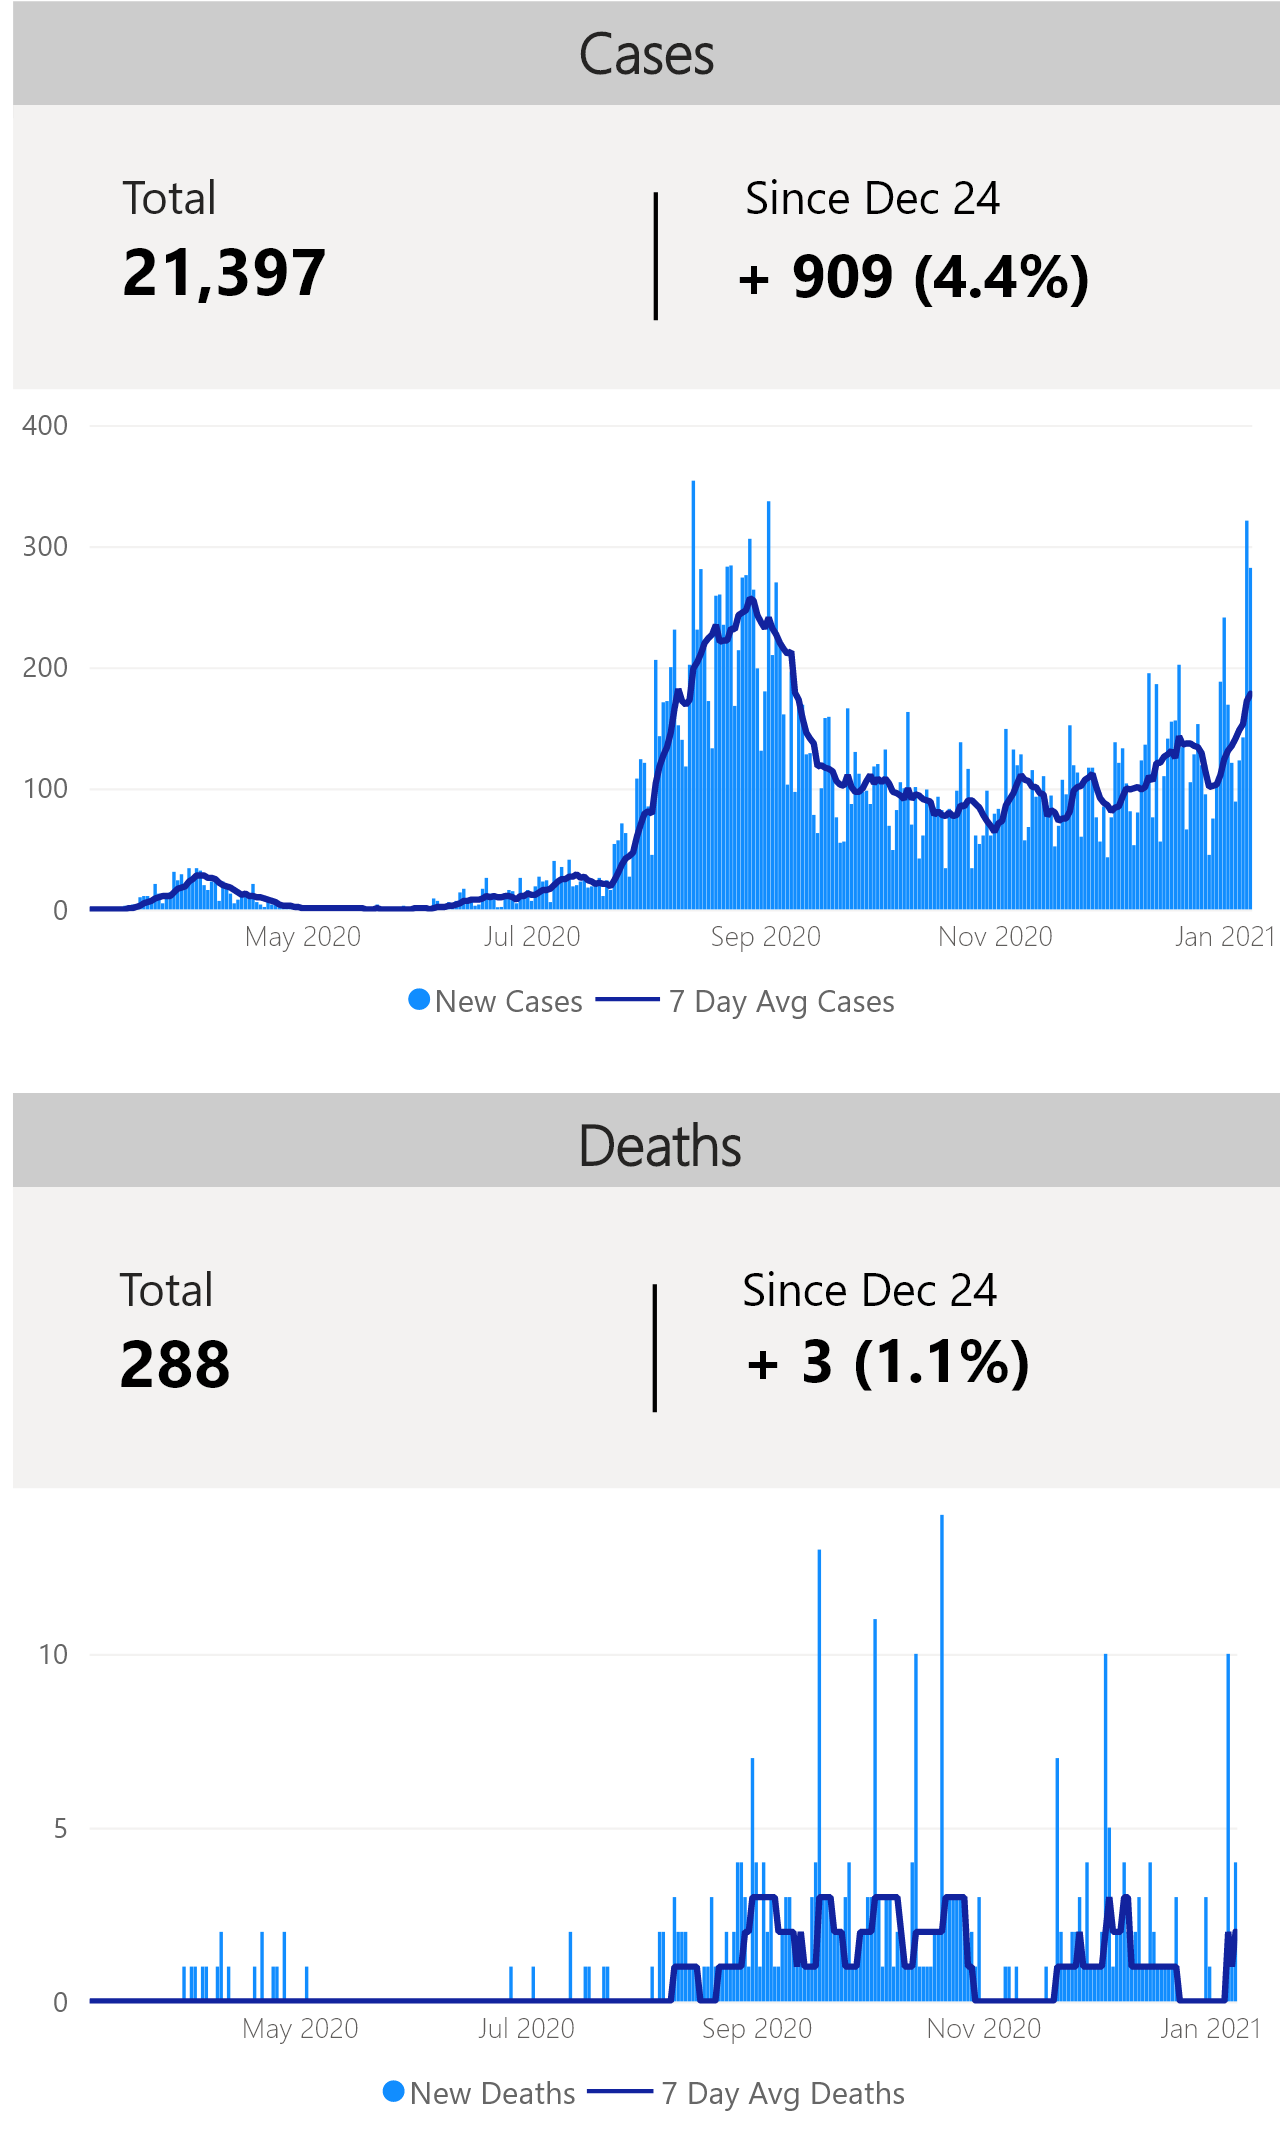 Cases
Total
21,397
Since Dec 24
+ 909 (4.4%)
400
300
200
100
0
May 2020
Jul 2020
Sep 2020
Nov 2020
Jan 2021
New Cases
7 Day Avg Cases
Deaths
Total
288
Since Dec 24
+ 3 (1.1%)
10
5
0
May 2020
Jul 2020
Sep 2020
Nov 2020
Jan 2021
New Deaths
7 Day Avg Deaths